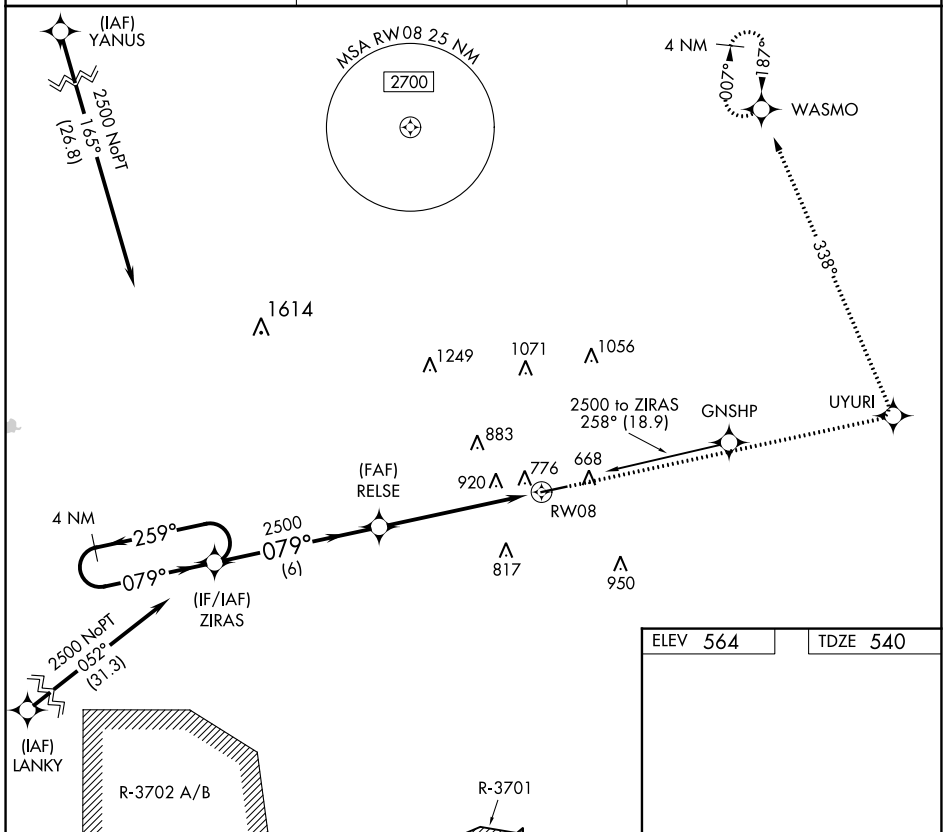 (IAF)
YANUS
2500 NoPT
165°
(26.8)
MSA RW08 25 NM
2700
4 NM
007°
187°
WASMO
338°
1614
1249
1071
1056
2500 to ZIRAS
258° (18.9)
GNSHP
UYURI
883
920
776
668
(FAF)
RELSE
RW08
4 NM
259°
079°
2500
079°
(6)
(IF/IAF)
ZIRAS
817
950
2500 NoPT
052°
(31.3)
(IAF)
LANKY
ELEV 564
TDZE 540
R-3702 A/B
R-3701